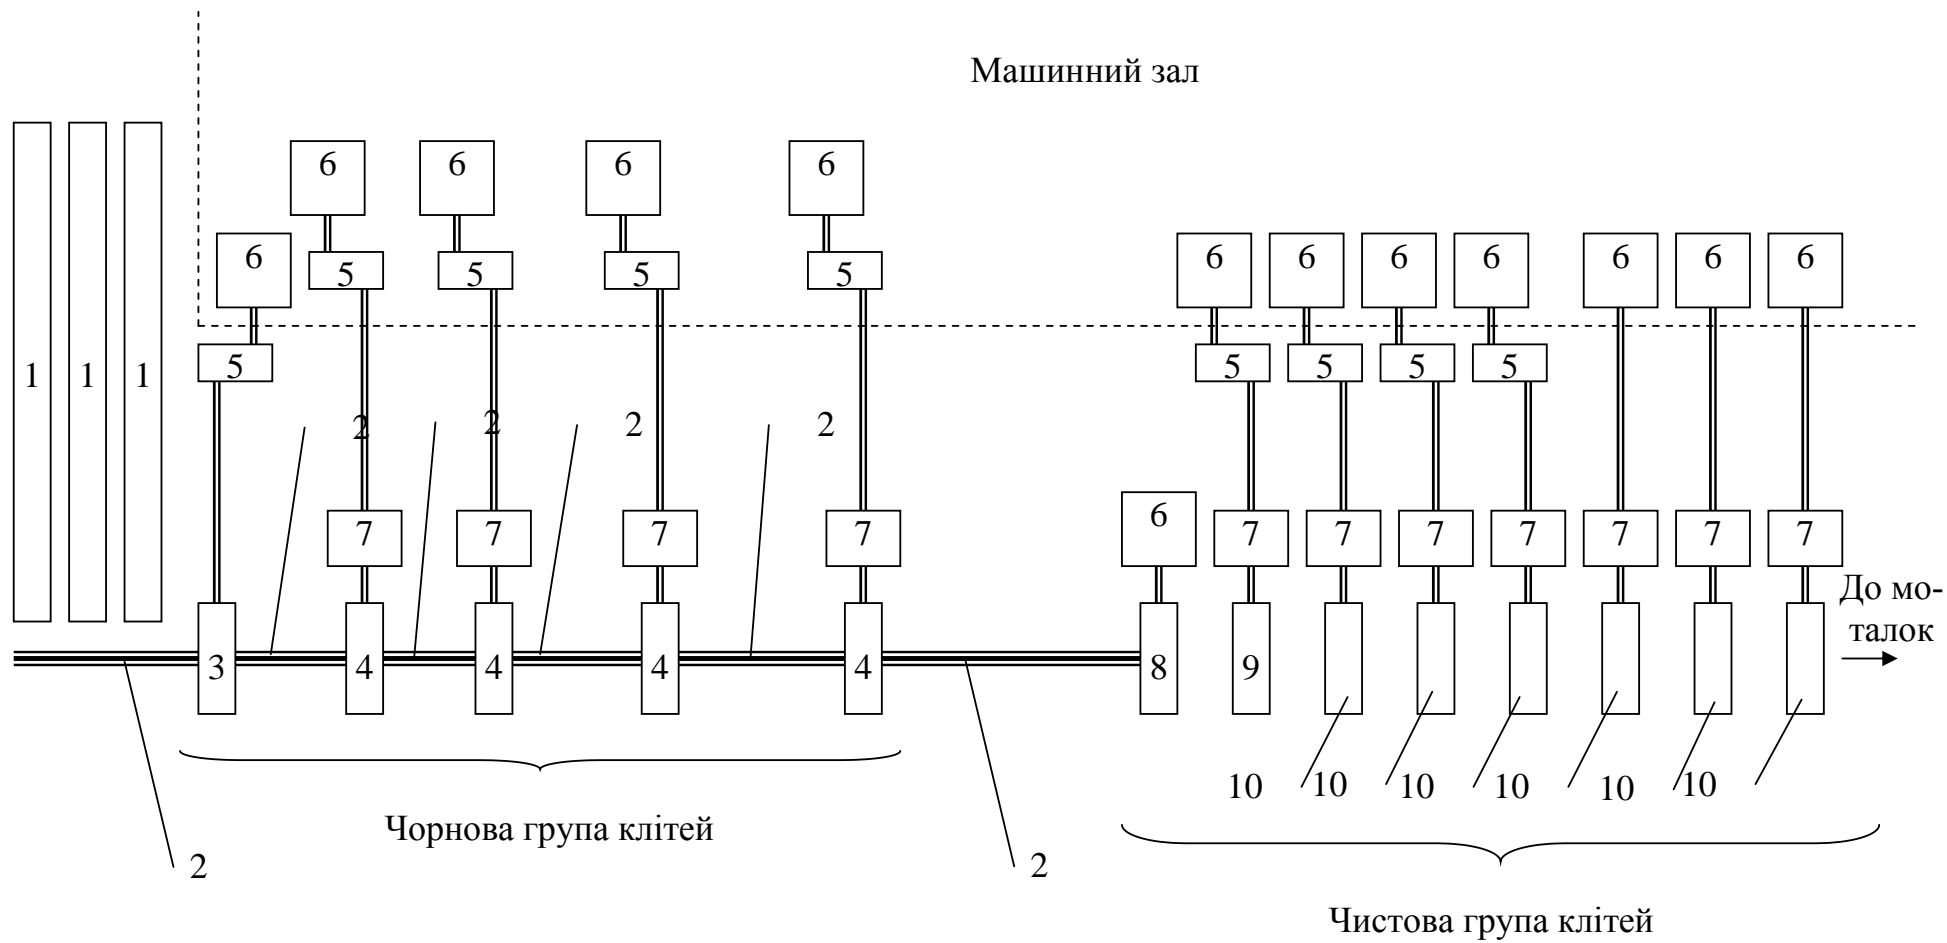 Машинний зал
6 6 6 6
6 6 6 6 6 6 6 6
5 5 5 5
5 5 5 5 5
1 1 1
2 2 2 2
6
7 7 7 7 7 7 7 7 7 7 7
До мо-
талок
3 4 4 4 4 8 9
10 10 10 10 10 10
Чорнова група клітей
2 2
Чистова група клітей